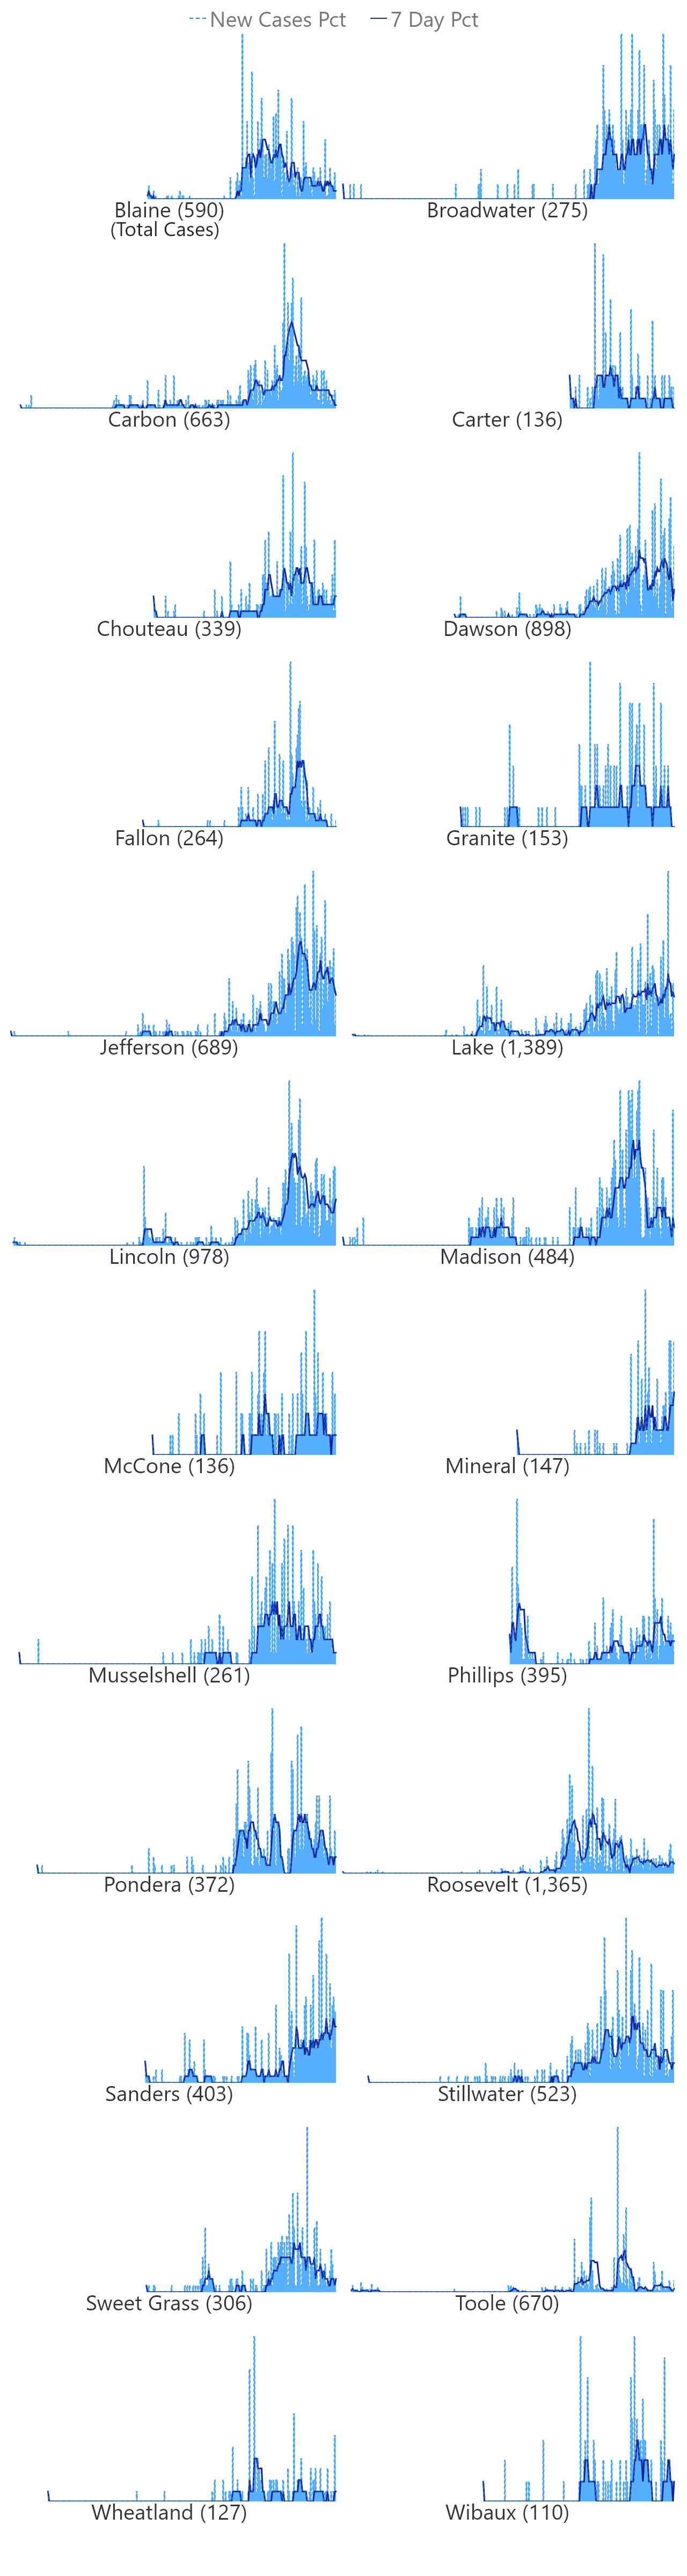 New Cases Pct 7 Day Pct
Blaine (590) Broadwater (275)
(Total Cases)
Carbon (663) Carter (136)
Chouteau (339) Dawson (898)
Fallon (264) Granite (153)
Jefferson (689) Lake (1,389)
Lincoln (978) Madison (484)
McCone (136) Mineral (147)
Musselshell (261) Phillips (395)
Pondera (372) Roosevelt (1,365)
Sanders (403) Stillwater (523)
Sweet Grass (306) Toole (670)
Wheatland (127) Wibaux (110)